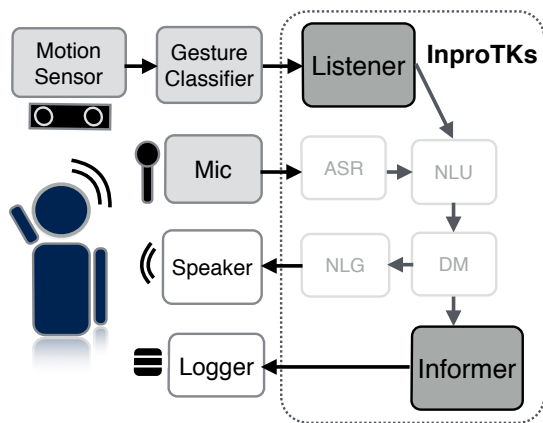 Motion
Sensor
Gesture
Classifier
Listener
InproTKs
Mic
ASR
NLU
Speaker
NLG
DM
Logger
Informer